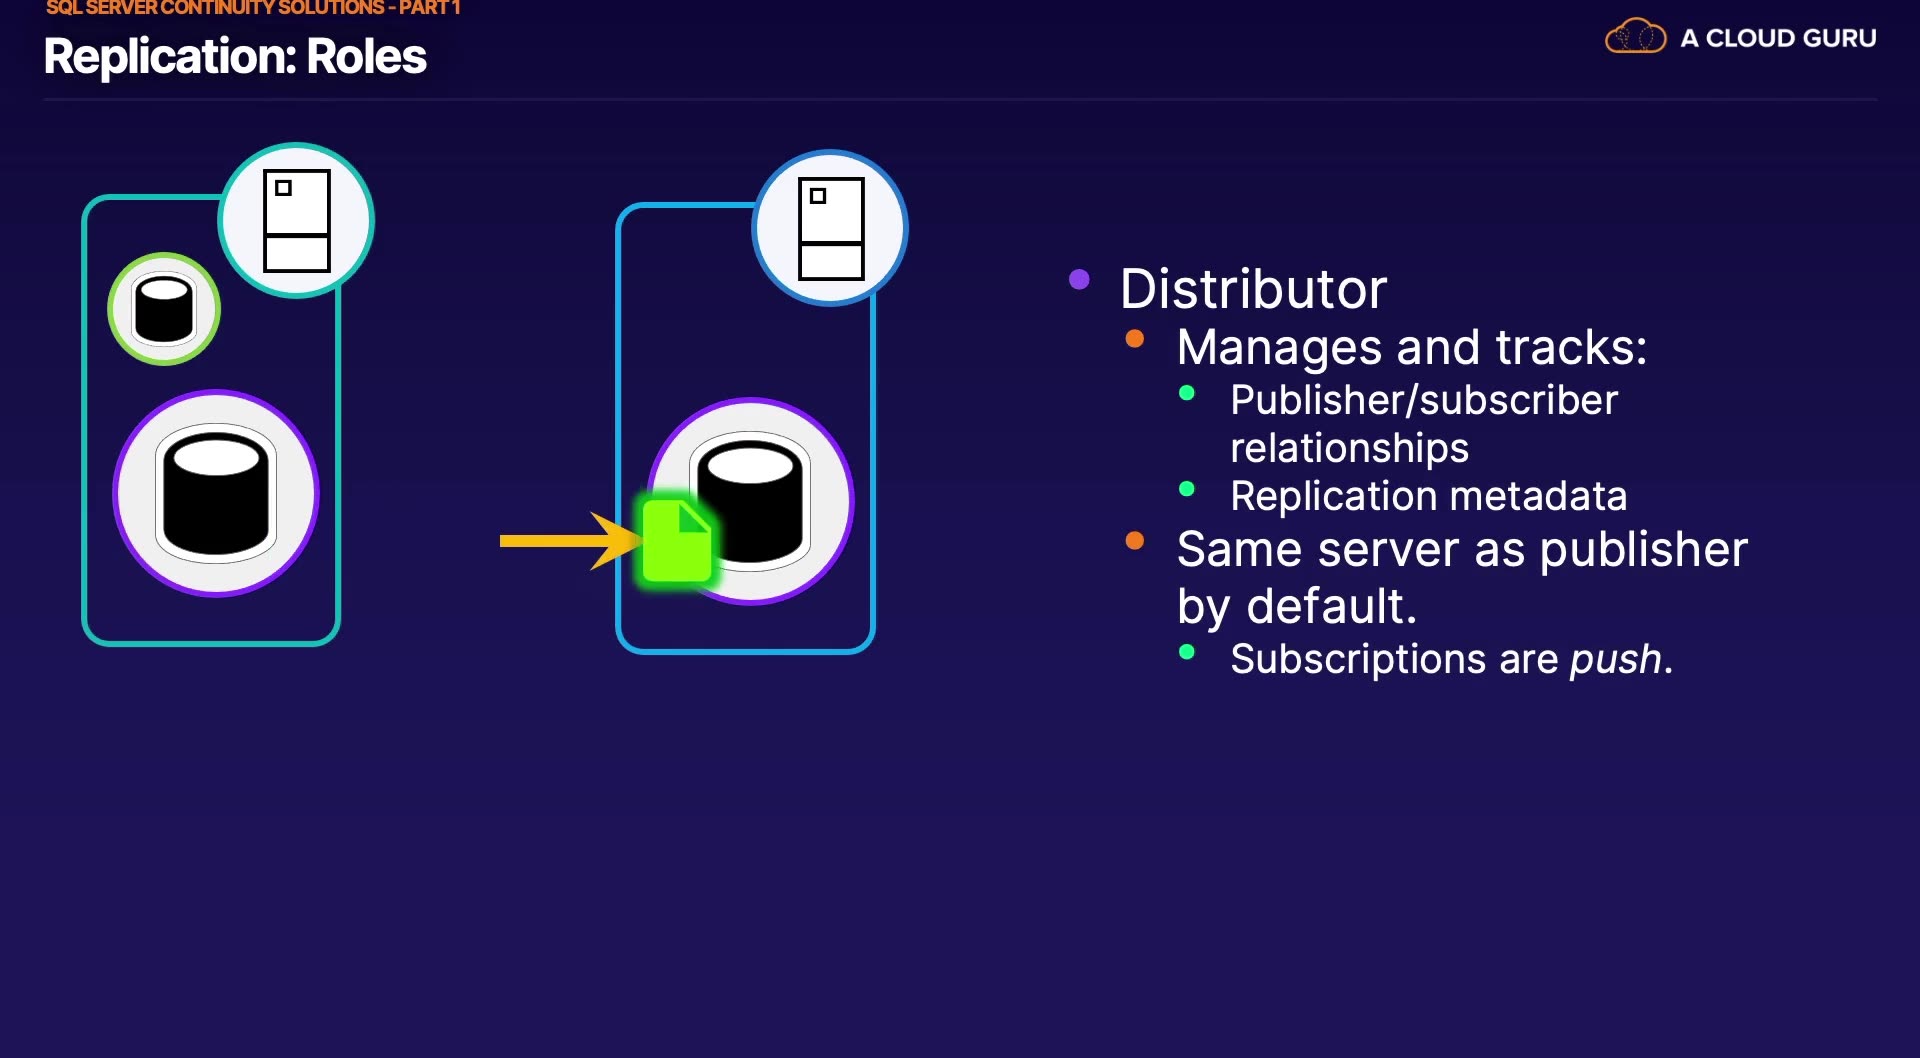 SQL SERVER CONTINUITY SOLUTIONS - PART 1
Replication: Roles
A CLOUD GURU
Distributor
Manages and tracks:
Publisher/subscriber
relationships
Replication metadata
Same server as publisher
by default.
Subscriptions are push.